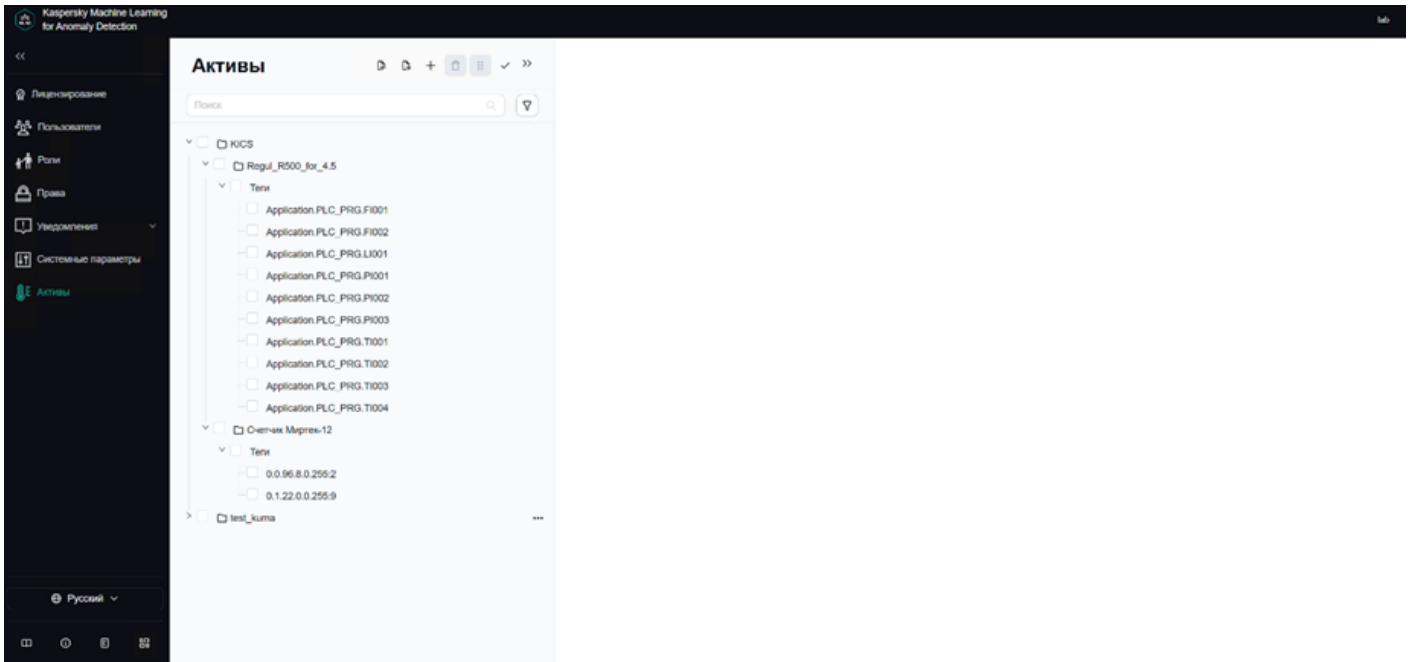 Kaspersky Machine Learning
for Anomaly Detection
lab
Лицензирование
Пользователи
Роли
Права
Уведомления
Системные параметры
Активы
Русский
Активы
Поиск
KICS
Regul_R500_for_4.5
Теги
Application.PLC_PRG.FI001
Application.PLC_PRG.FI002
Application.PLC_PRG.LI001
Application.PLC_PRG.PI001
Application.PLC_PRG.PI002
Application.PLC_PRG.PI003
Application.PLC_PRG.TI001
Application.PLC_PRG.TI002
Application.PLC_PRG.TI003
Application.PLC_PRG.TI004
Счетчик Миртек-12
Теги
0.0.96.8.0.255:2
0.1.22.0.0.255:9
test_kuma